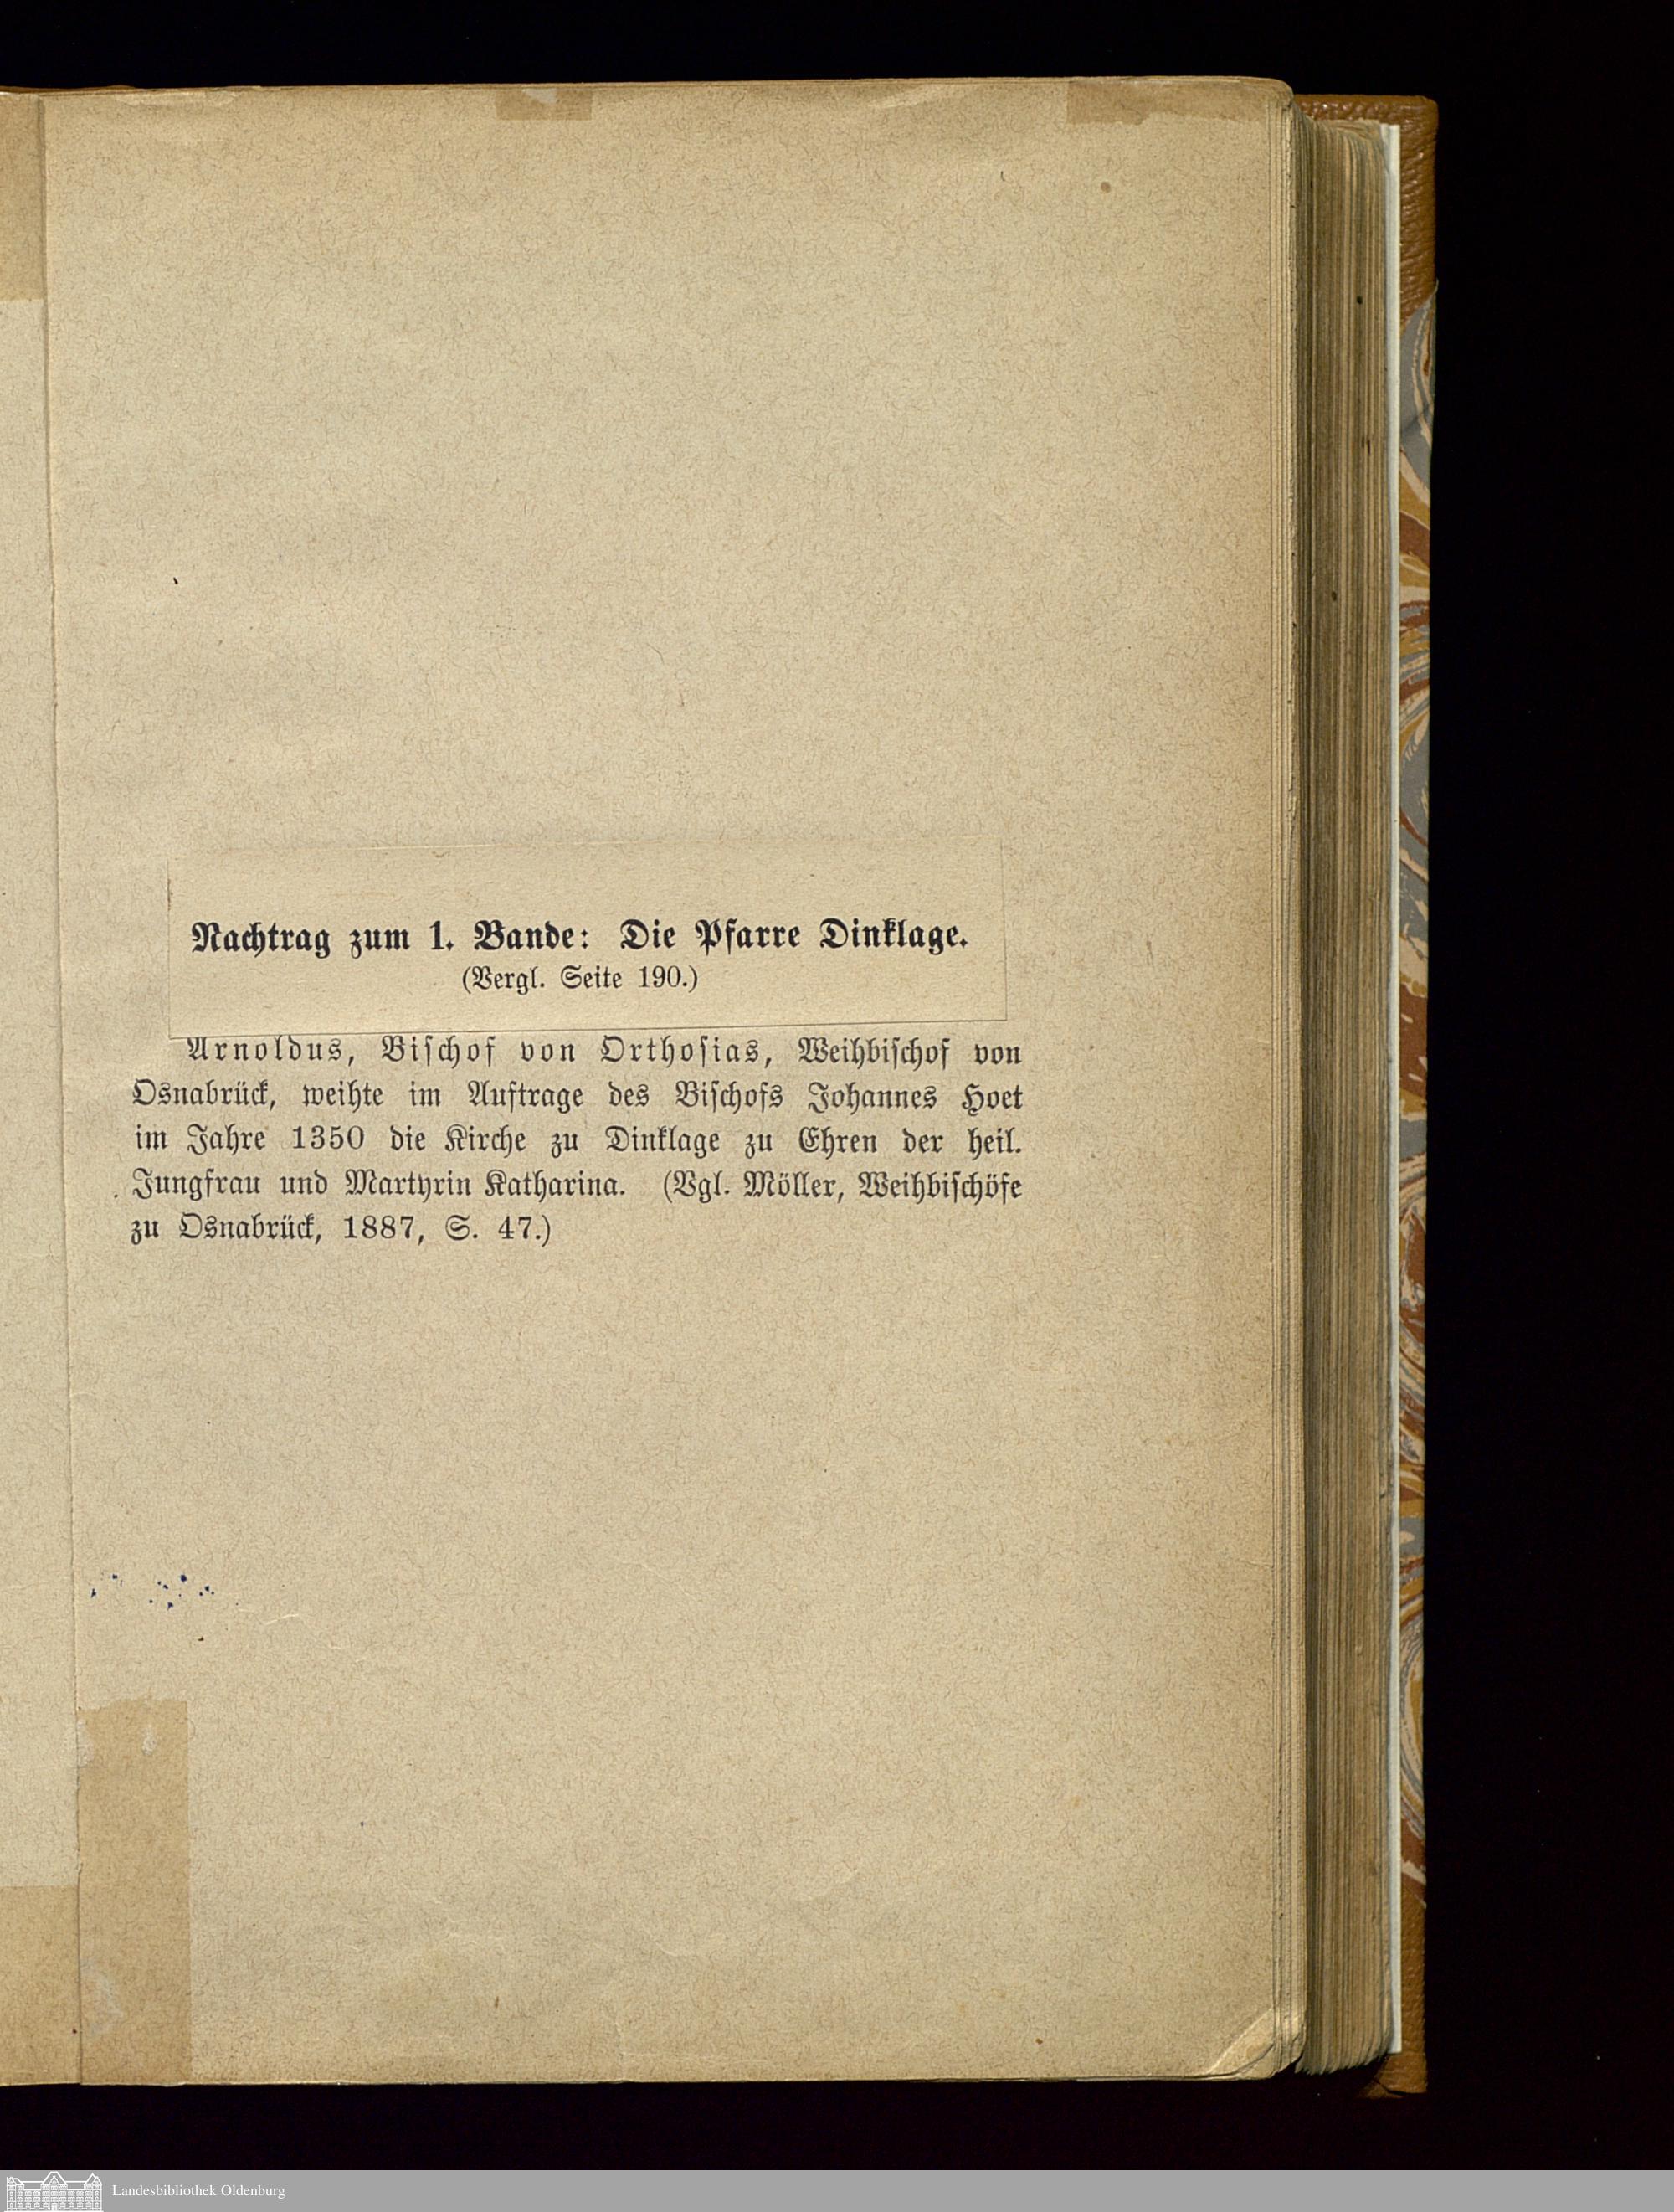 Nachtrag zum 1. Bande: Die Pfarre Dinklage.
(Vergl. Seite 190.)
Arnoldus, Bischof von Orthosias, Weihbischof von
Osnabrück, weihte im Auftrage des Bischofs Johannes Hoet
im Jahre 1350 die Kirche zu Dinklage zu Ehren der heil.
Jungfrau und Martyrin Katharina. (Vgl. Möller, Weihbischöfe
zu Osnabrück, 1887, S. 47.)
Landesbibliothek Oldenburg